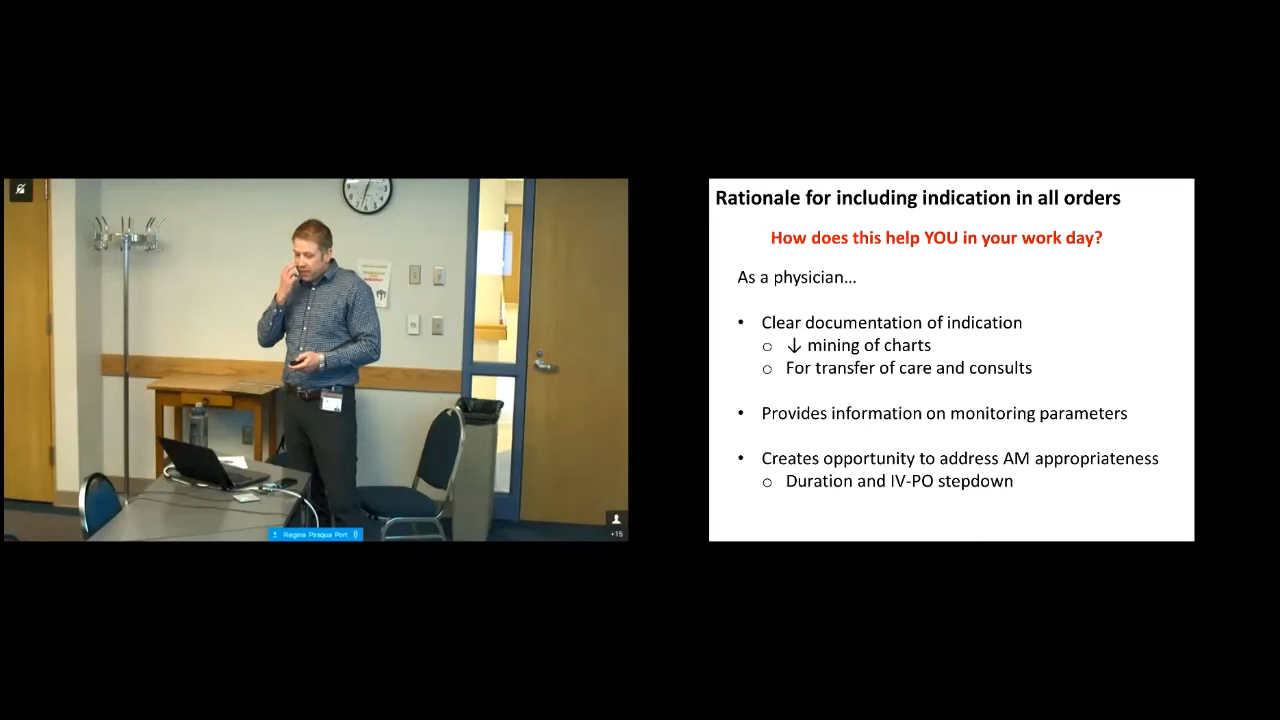 Regina Pasqua Port
+15
Rationale for including indication in all orders
How does this help YOU in your work day?
As a physician…
• Clear documentation of indication
o ↓ mining of charts
o For transfer of care and consults
• Provides information on monitoring parameters
• Creates opportunity to address AM appropriateness
o Duration and IV-PO stepdown